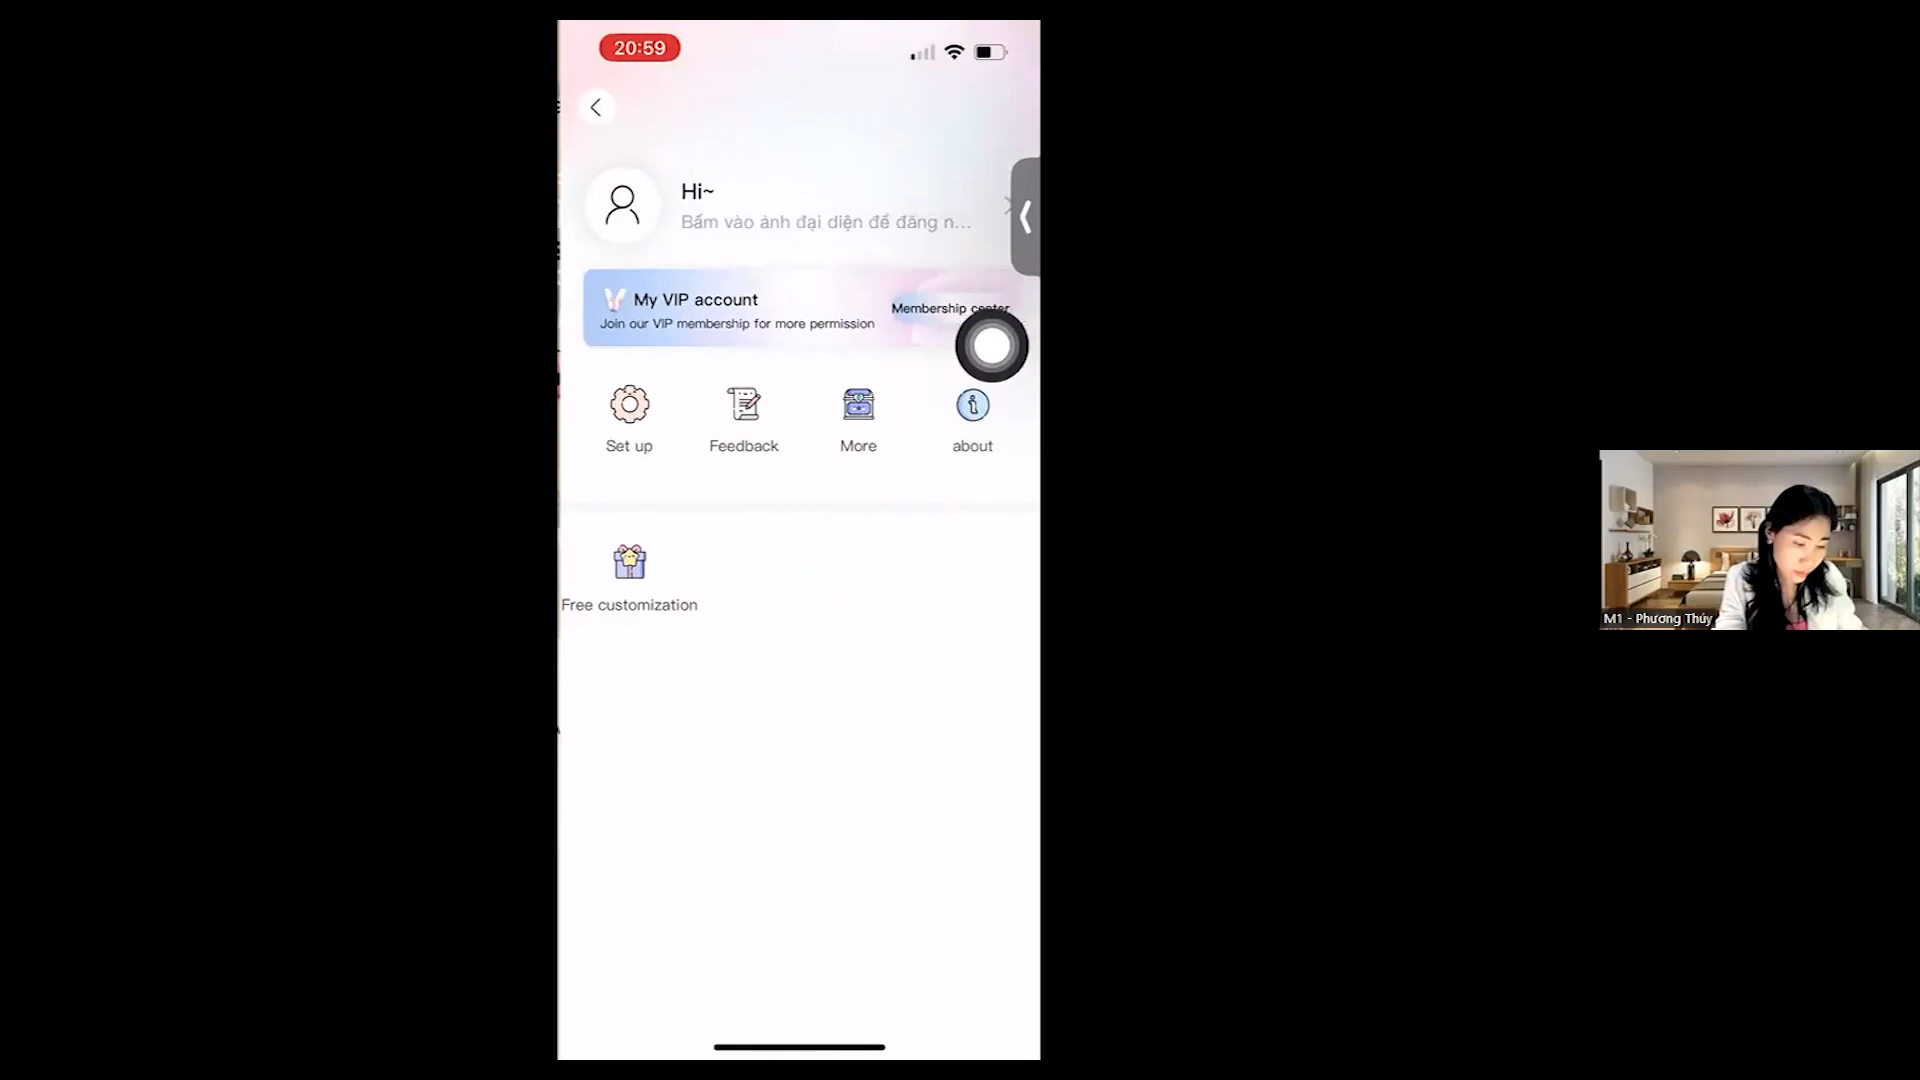 20:59
Hi~
Bấm vào ảnh đại diện để đăng n...
My VIP account
Join our VIP membership for more permission
Membership center
Set up
Feedback
More
about
Free customization
M1 - Phương Thúy